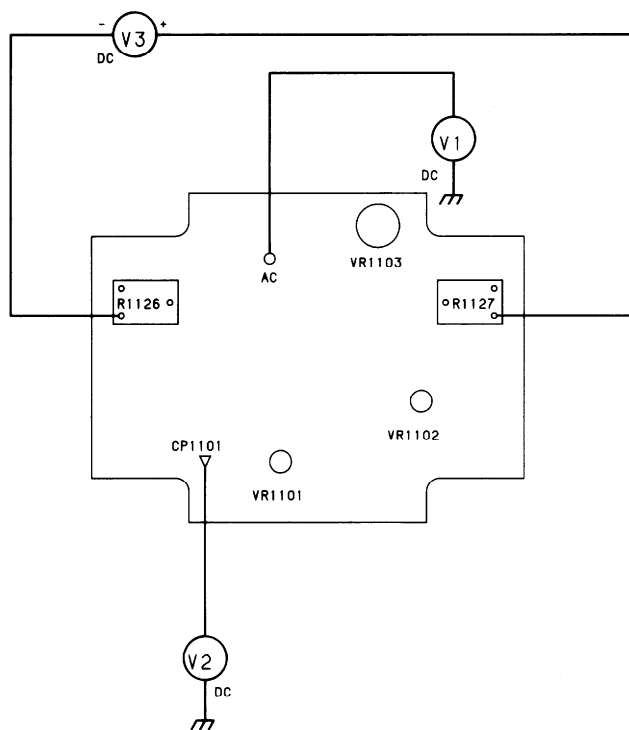 - V3 +
DC
V1
DC
VR1103
AC
R1126
R1127
VR1102
CP1101
VR1101
V2
DC